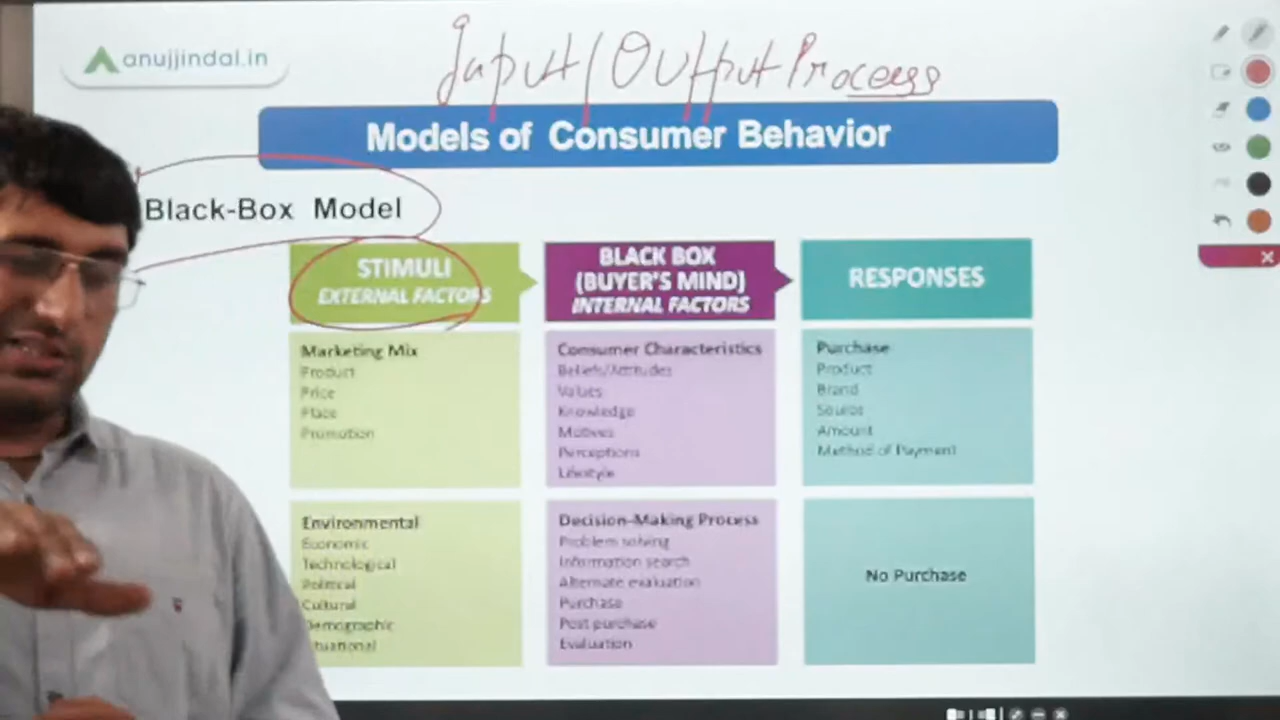 anujjindal.in
Input/Output Process
Models of Consumer Behavior
Black-Box Model
STIMULI
EXTERNAL FACTORS
Marketing Mix
Product
Price
Place
Promotion
Environmental
Economic
Technological
Political
Cultural
Demographic
tuational
BLACK BOX
(BUYER'S MIND)
INTERNAL FACTORS
Consumer Characteristics
Beliefs/Attitudes
Values
Knowledge
Motives
Perceptions
Lifestyle
Decision-Making Process
Problem solving
Information search
Alternate evaluation
Purchase
Post purchase
Evaluation
RESPONSES
Purchase
Product
Brand
Source
Amount
Method of Payment
No Purchase